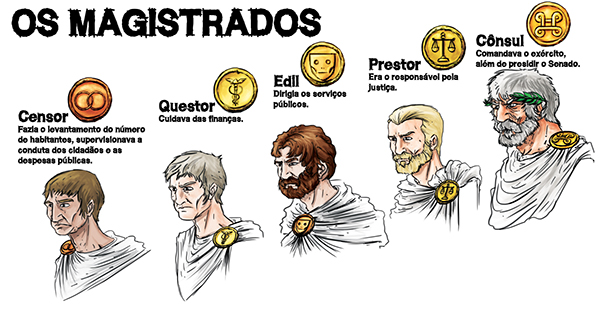 OS MAGISTRADOS
Censor
Fazia o levantamento do número
de habitantes, supervisionava a
conduta dos cidadãos e as
despesas públicas.
Questor
Cuidava das finanças.
Edil
Dirigia os serviços
públicos.
Prestor
Era o responsável pela
justiça.
Cônsul
Comandava o exército,
além de presidir o Senado.